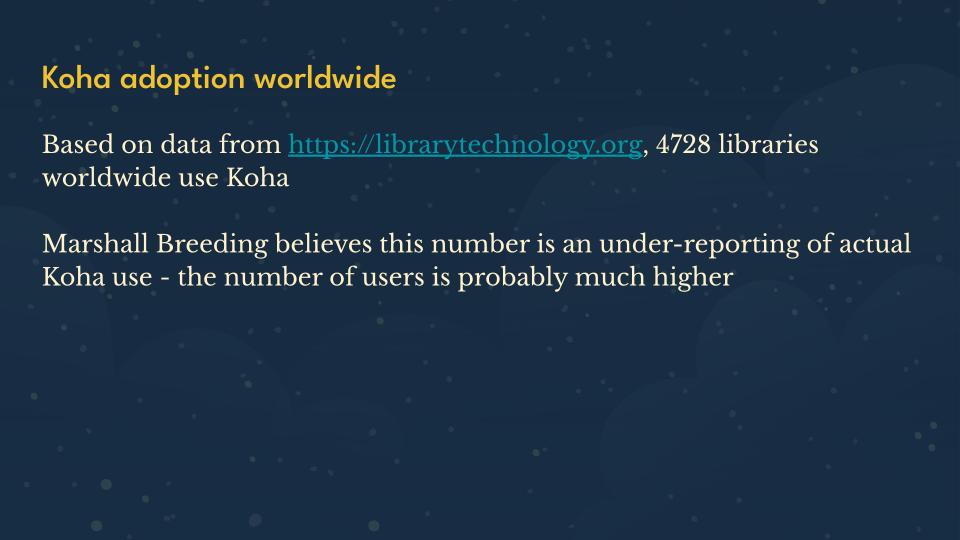 Koha adoption worldwide
Based on data from https://librarytechnology.org, 4728 libraries
worldwide use Koha
Marshall Breeding believes this number is an under-reporting of actual
Koha use - the number of users is probably much higher